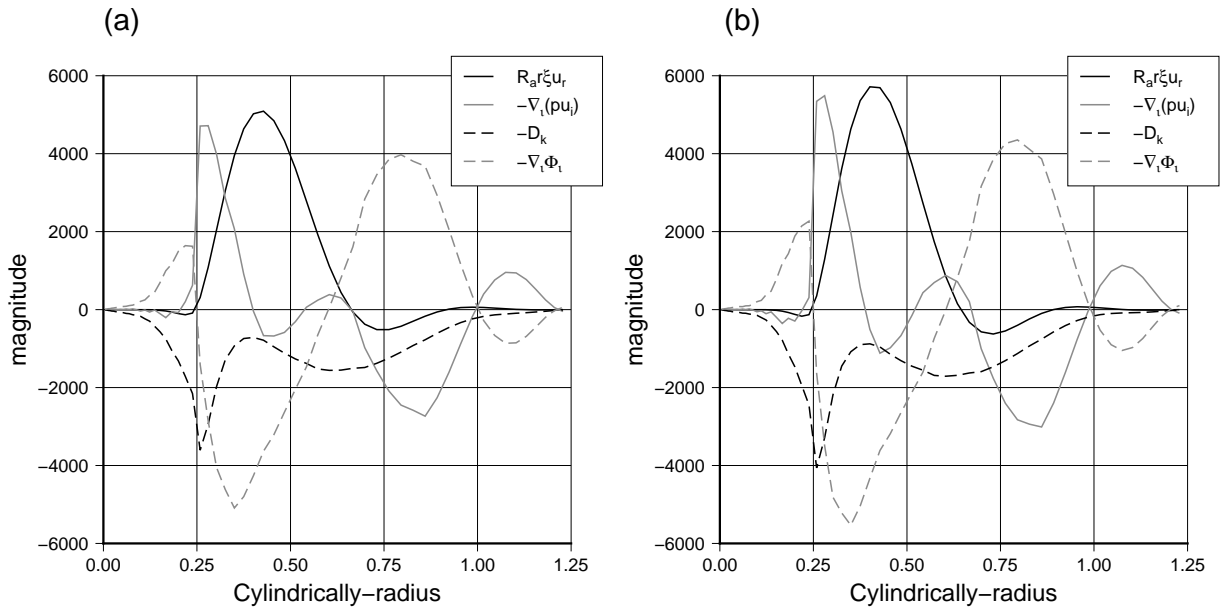 (a)
6000
4000
2000
0
−2000
−4000
−6000
magnitude
0.00 0.25 0.50 0.75 1.00 1.25
Cylindrically−radius
Rarξur
−∇ι(pui)
−Dk
−∇ιΦι
(b)
6000
4000
2000
0
−2000
−4000
−6000
magnitude
0.00 0.25 0.50 0.75 1.00 1.25
Cylindrically−radius
Rarξur
−∇ι(pui)
−Dk
−∇ιΦι